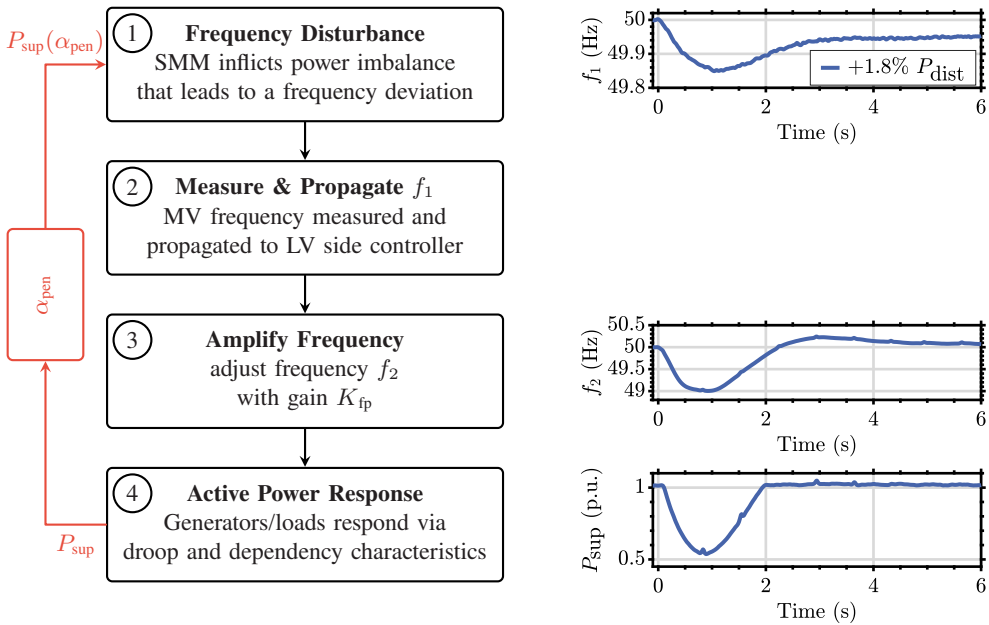 P_sup(α_pen)
α_pen
P_sup
1
Frequency Disturbance
SMM inflicts power imbalance
that leads to a frequency deviation
2
Measure & Propagate f_1
MV frequency measured and
propagated to LV side controller
3
Amplify Frequency
adjust frequency f_2
with gain K_fp
4
Active Power Response
Generators/loads respond via
droop and dependency characteristics
f_1 (Hz)
50
49.9
49.8
+1.8% P_dist
0 2 4 6
Time (s)
f_2 (Hz)
50.5
50
49.5
49
0 2 4 6
Time (s)
P_sup (p.u.)
1
0.5
0 2 4 6
Time (s)